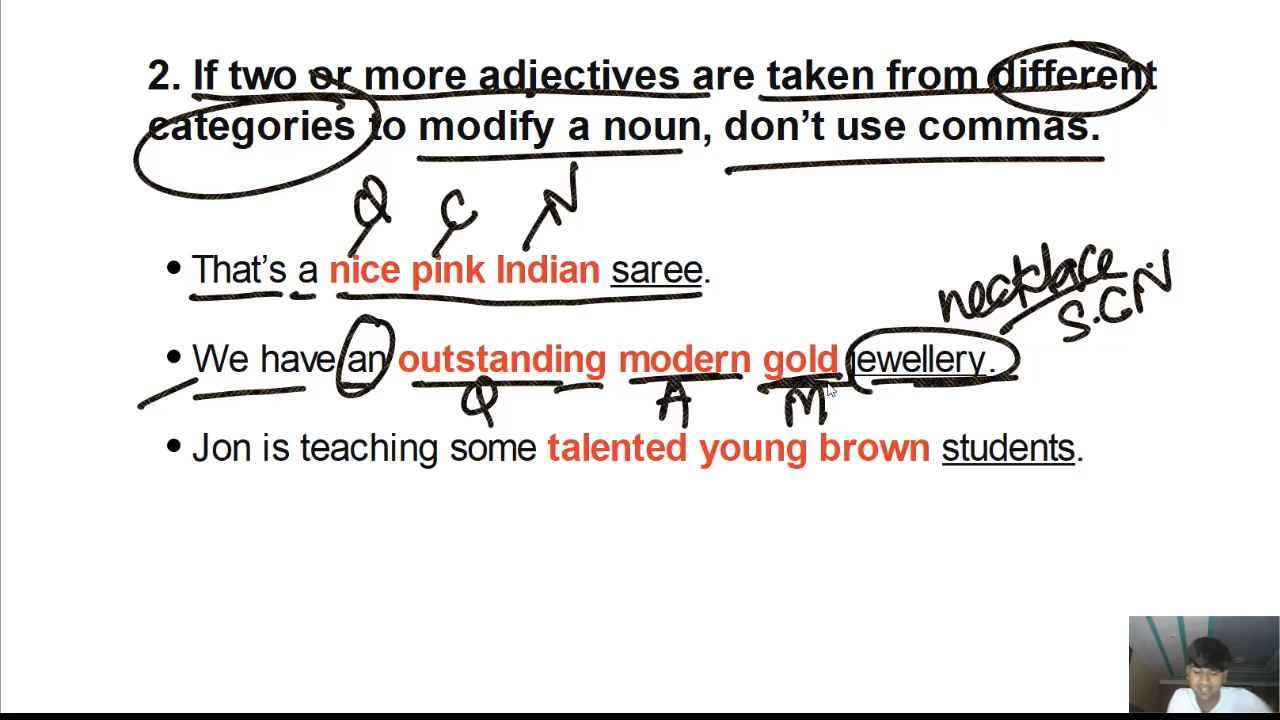 2. If two or more adjectives are taken from different
categories to modify a noun, don't use commas.
Q C N
• That's a nice pink Indian saree.
necklace
S.C.N
• We have an outstanding modern gold jewellery.
Q A M
• Jon is teaching some talented young brown students.